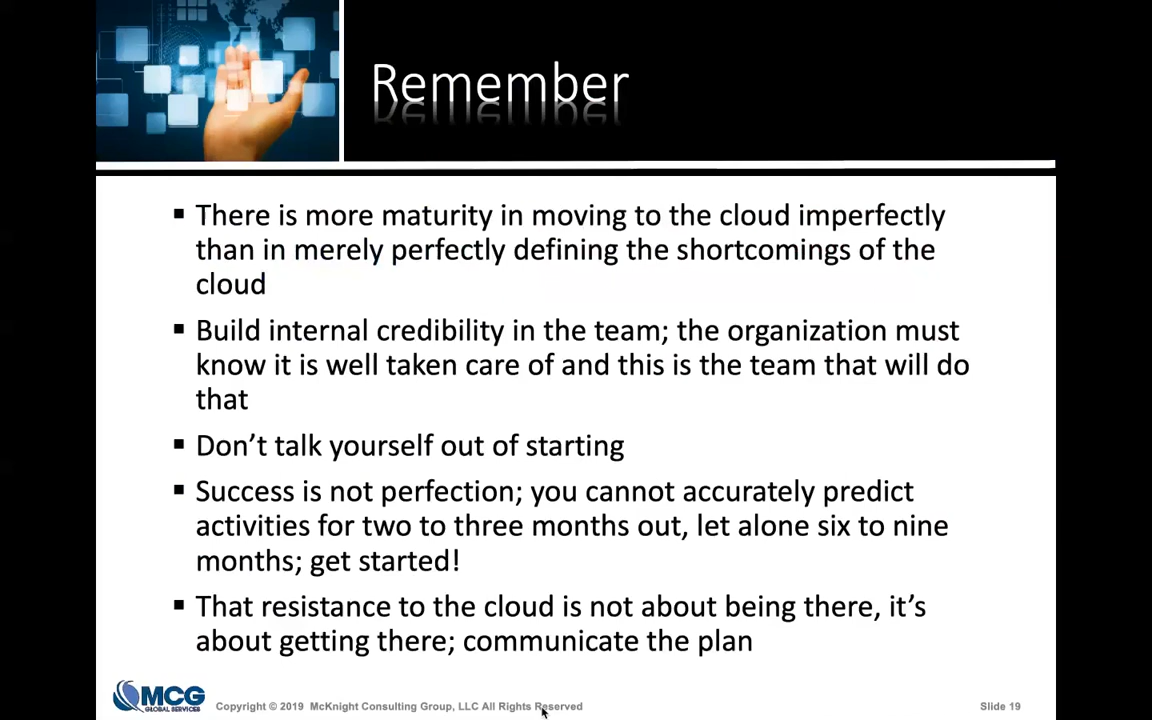 Remember
▪ There is more maturity in moving to the cloud imperfectly
than in merely perfectly defining the shortcomings of the
cloud
▪ Build internal credibility in the team; the organization must
know it is well taken care of and this is the team that will do
that
▪ Don’t talk yourself out of starting
▪ Success is not perfection; you cannot accurately predict
activities for two to three months out, let alone six to nine
months; get started!
▪ That resistance to the cloud is not about being there, it’s
about getting there; communicate the plan
MCG
GLOBAL SERVICES
Copyright © 2019 McKnight Consulting Group, LLC All Rights Reserved
Slide 19